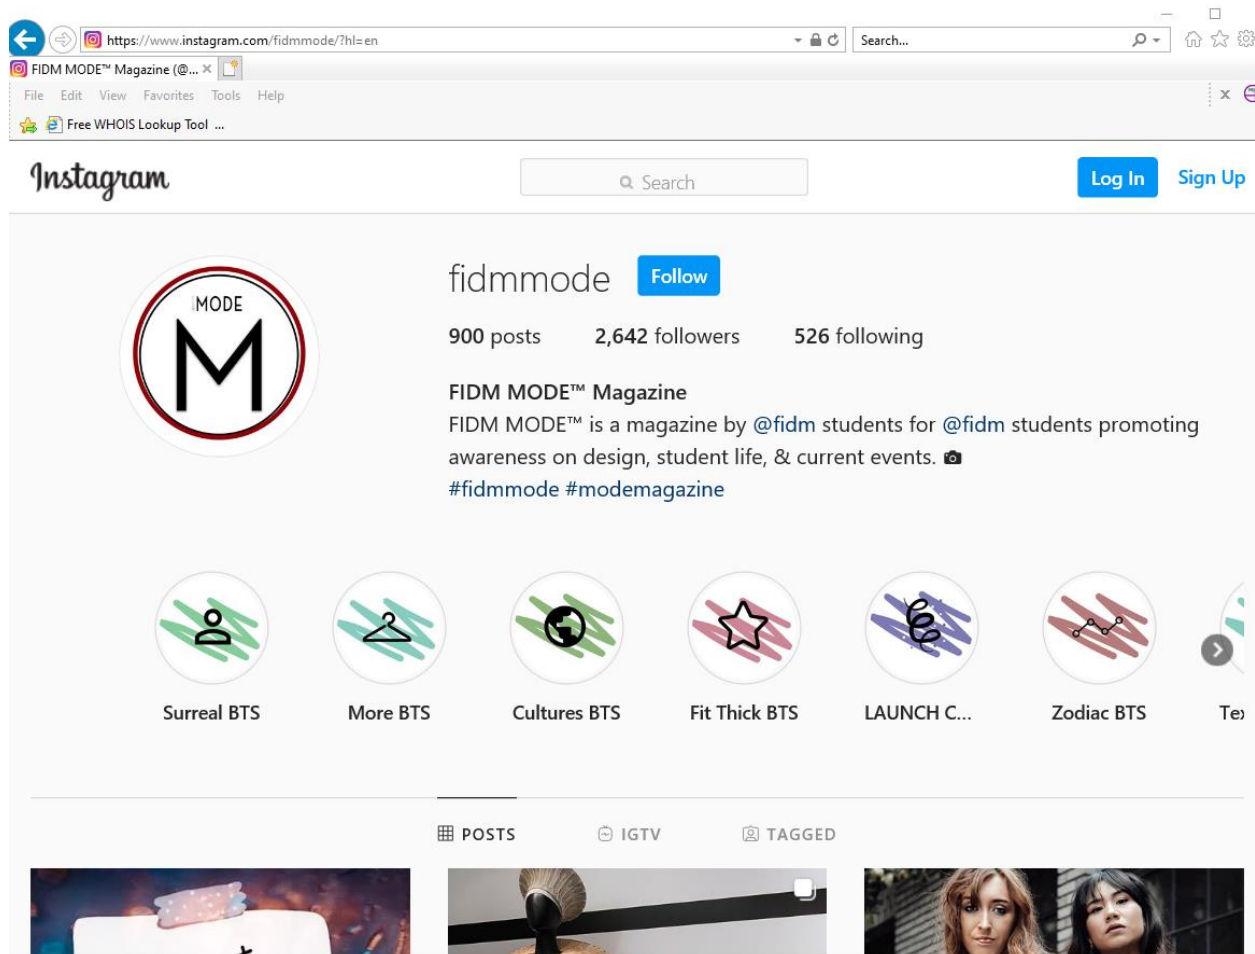 https://www.instagram.com/fidmmode/?hl=en
Search...
FIDM MODE™ Magazine (@...
File Edit View Favorites Tools Help
Free WHOIS Lookup Tool ...
Instagram
Search
Log In
Sign Up
MODE
M
fidmmode
Follow
900 posts 2,642 followers 526 following
FIDM MODE™ Magazine
FIDM MODE™ is a magazine by @fidm students for @fidm students promoting
awareness on design, student life, & current events.
#fidmmode #modemagazine
Surreal BTS
More BTS
Cultures BTS
Fit Thick BTS
LAUNCH C...
Zodiac BTS
POSTS
IGTV
TAGGED